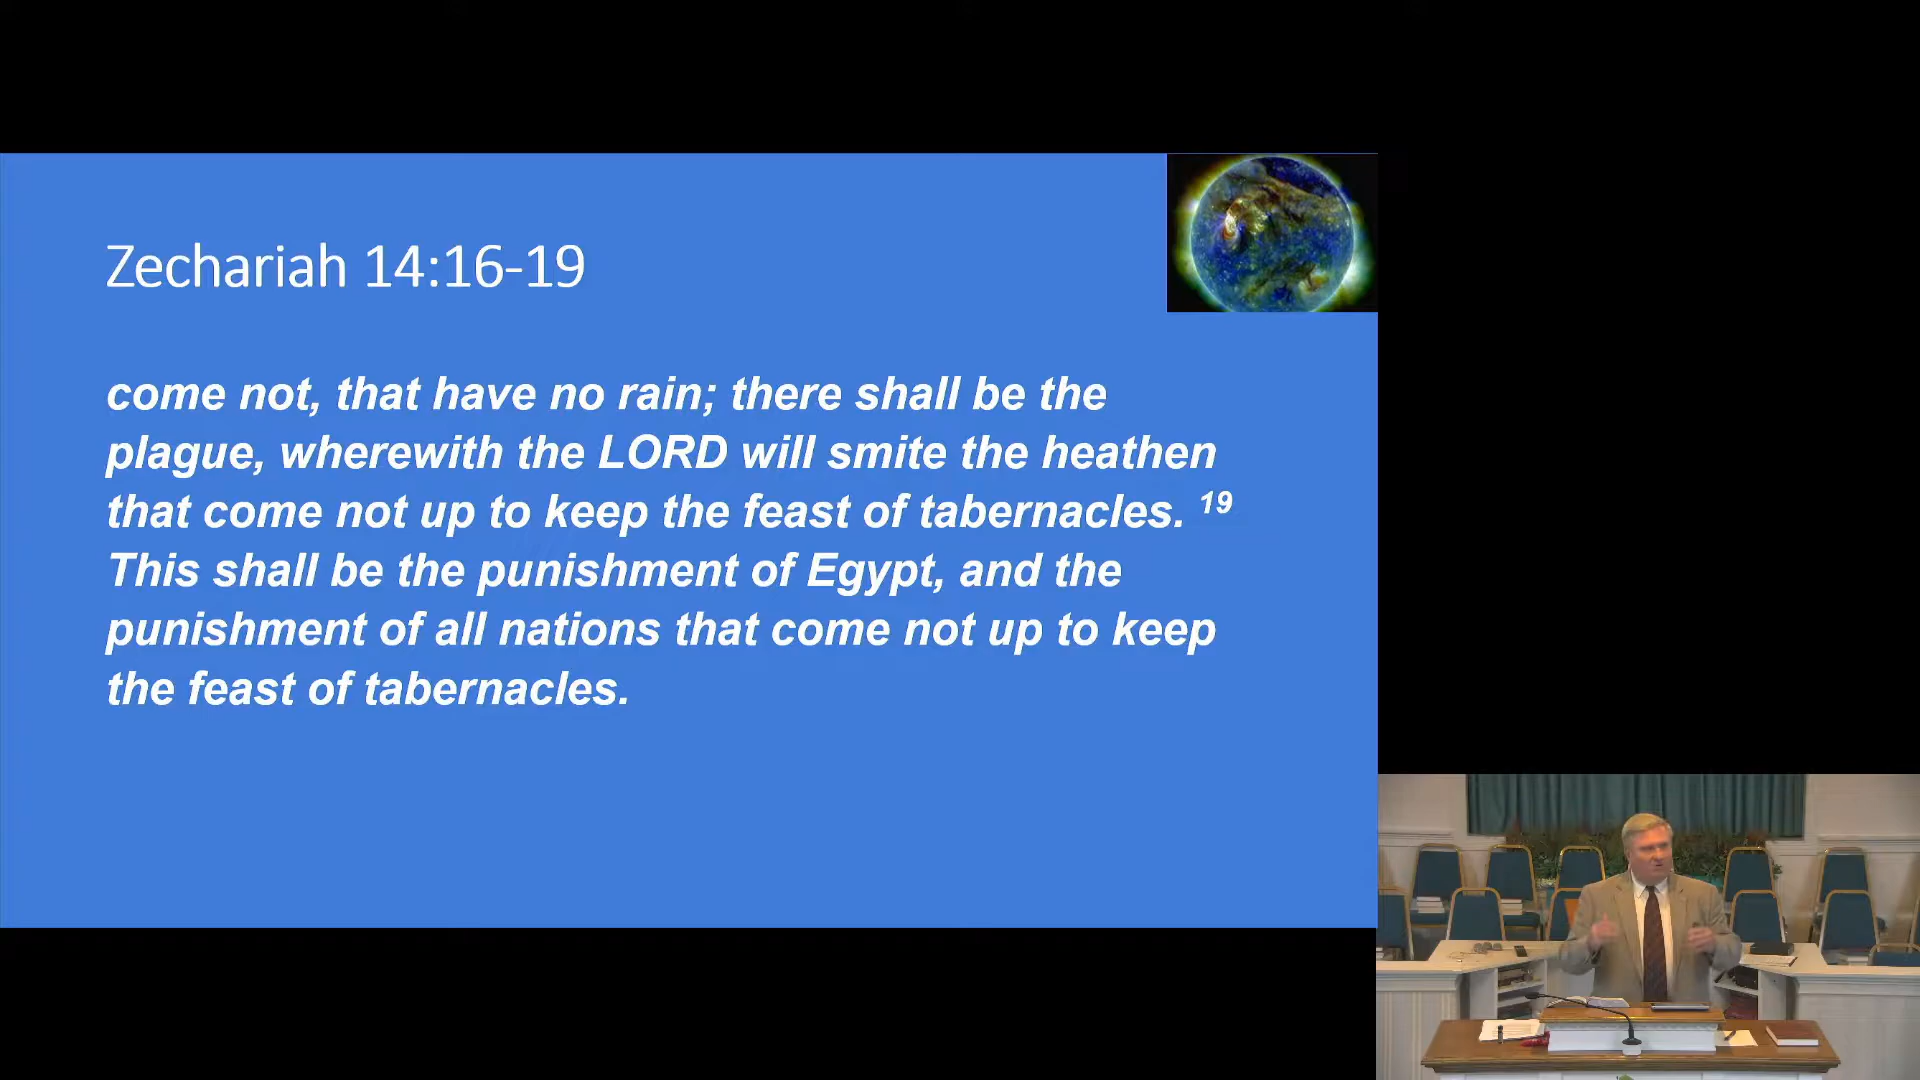 Zechariah 14:16-19
come not, that have no rain; there shall be the
plague, wherewith the LORD will smite the heathen
that come not up to keep the feast of tabernacles. 19
This shall be the punishment of Egypt, and the
punishment of all nations that come not up to keep
the feast of tabernacles.